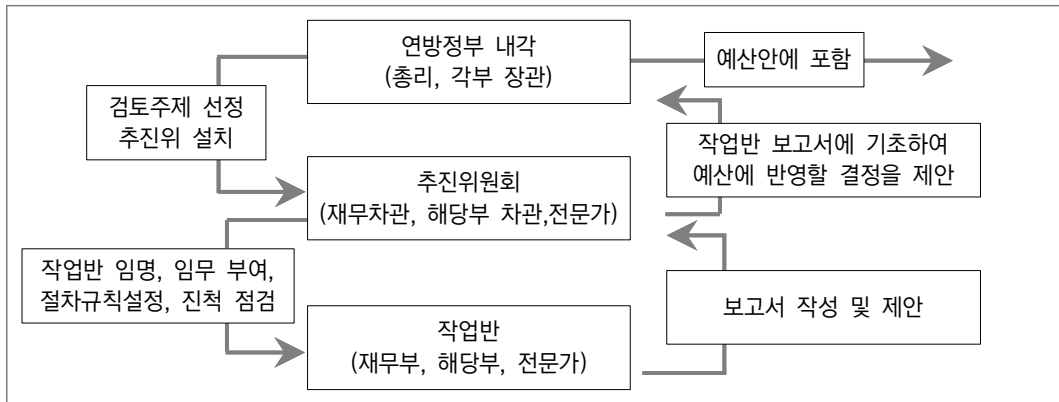 연방정부 내각
(총리, 각부 장관)
예산안에 포함
검토주제 선정
추진위 설치
작업반 보고서에 기초하여
예산에 반영할 결정을 제안
추진위원회
(재무차관, 해당부 차관,전문가)
작업반 임명, 임무 부여,
절차규칙설정, 진척 점검
보고서 작성 및 제안
작업반
(재무부, 해당부, 전문가)